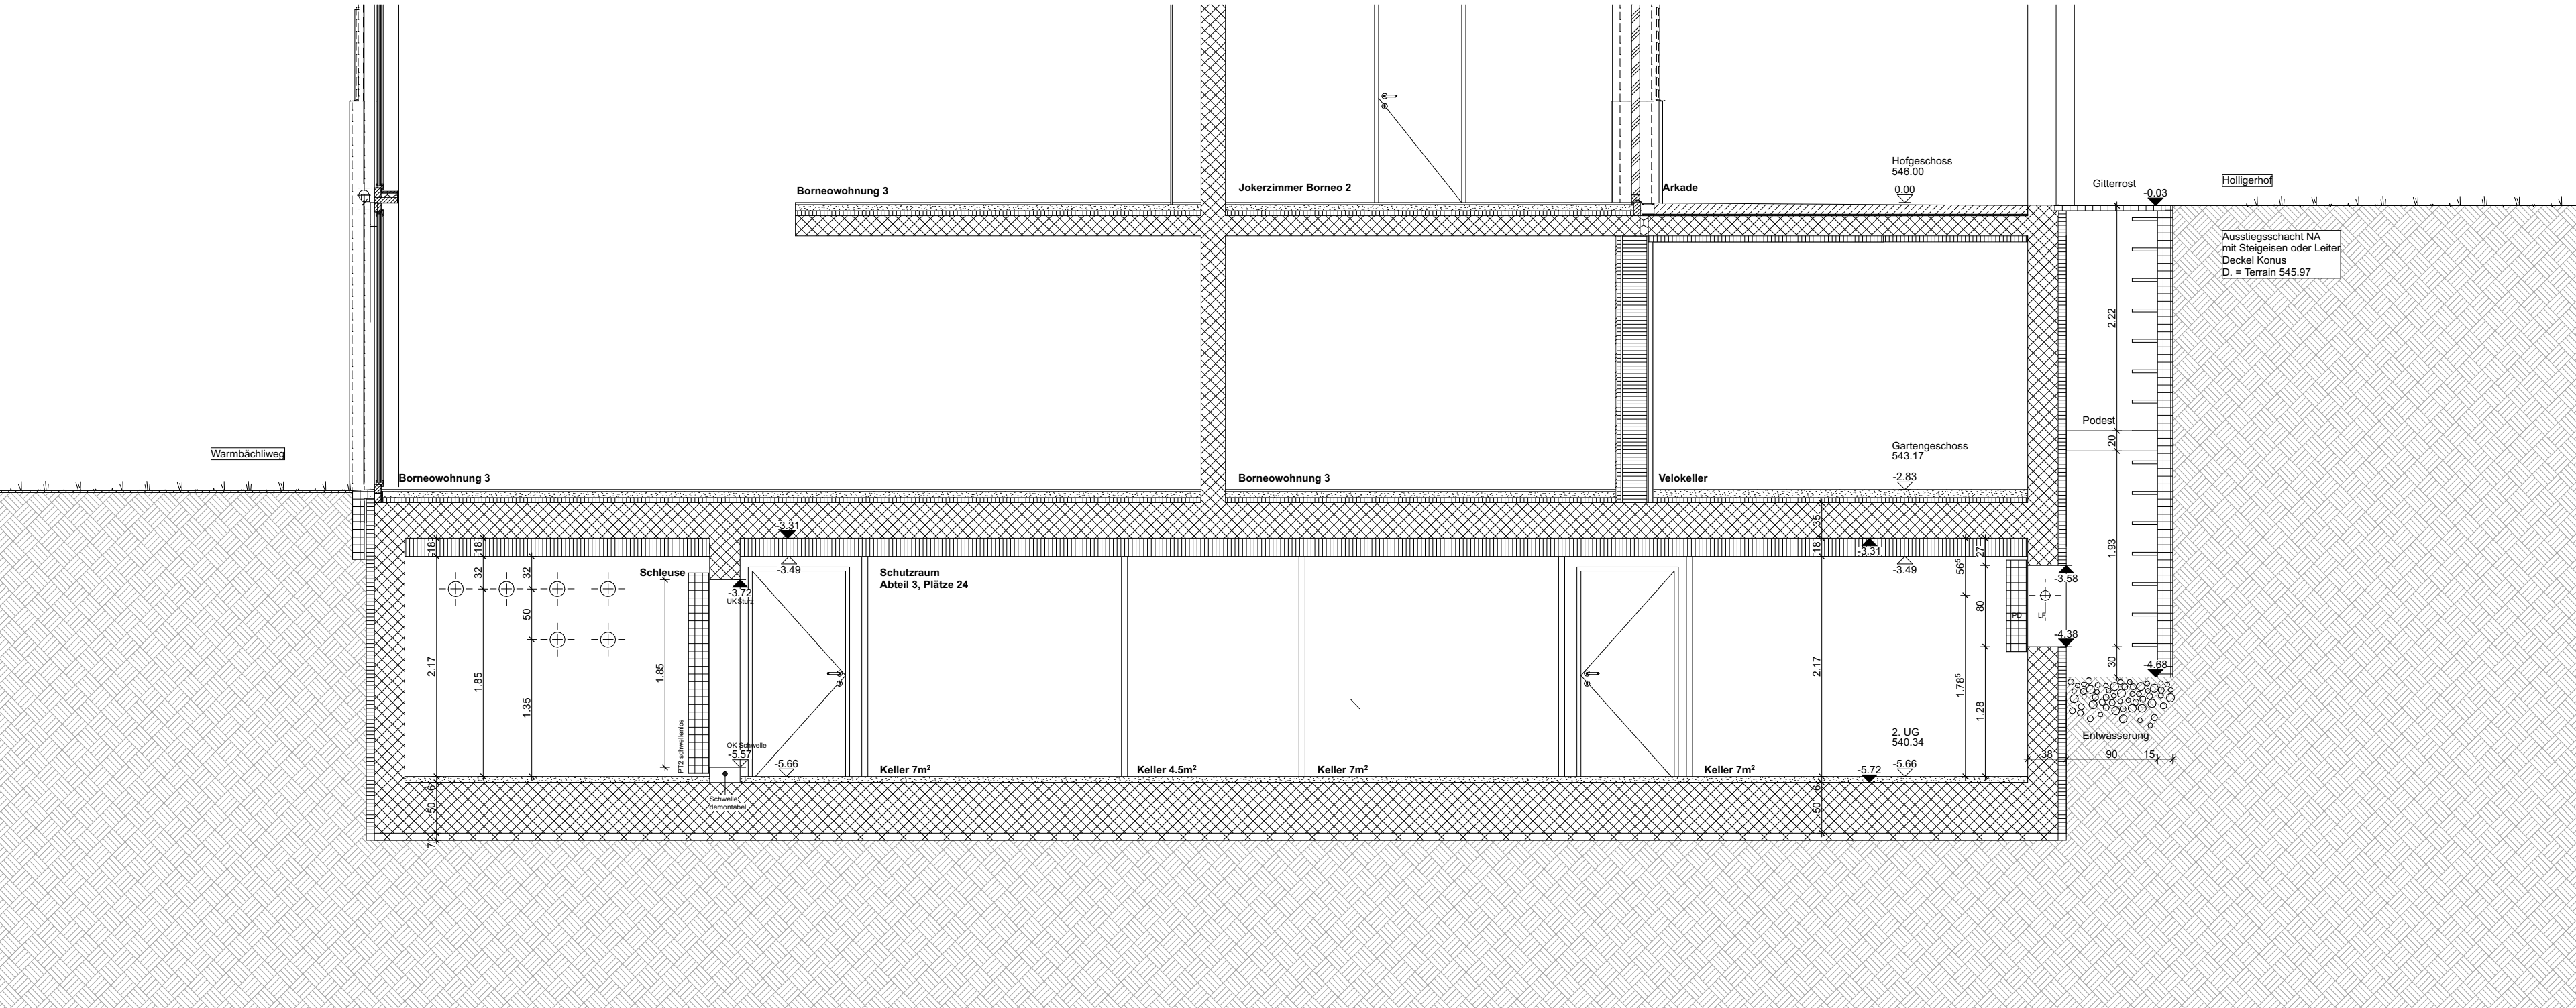 Borneowohnung 3
Jokerzimmer Borneo 2
Arkade
Hofgeschoss
546.00
0.00
Gitterrost
-0.03
Holligerhof
Ausstiegsschacht NA
mit Steigeisen oder Leiter
Deckel Konus
D. = Terrain 545.97
2.22
Podest
20
1.93
30
Warmbächliweg
Borneowohnung 3
Borneowohnung 3
Velokeller
Gartengeschoss
543.17
-2.83
18
18
32
32
50
2.17
1.85
1.35
Schleuse
1.85
PT2 schwellenlos
-3.31
-3.49
-3.72
UK Sturz
OK Schwelle
-5.57
-5.66
Schwelle
demontabel
Schutzraum
Abteil 3, Plätze 24
Keller 7m²
Keller 4.5m²
Keller 7m²
Keller 7m²
35
18
2.17
-3.31
-3.49
56⁵
1.78⁵
27
80
1.28
PD
LF
-3.58
-4.38
-4.68
2. UG
540.34
-5.72
-5.66
Entwässerung
38
90
15
6
50
7
6
50